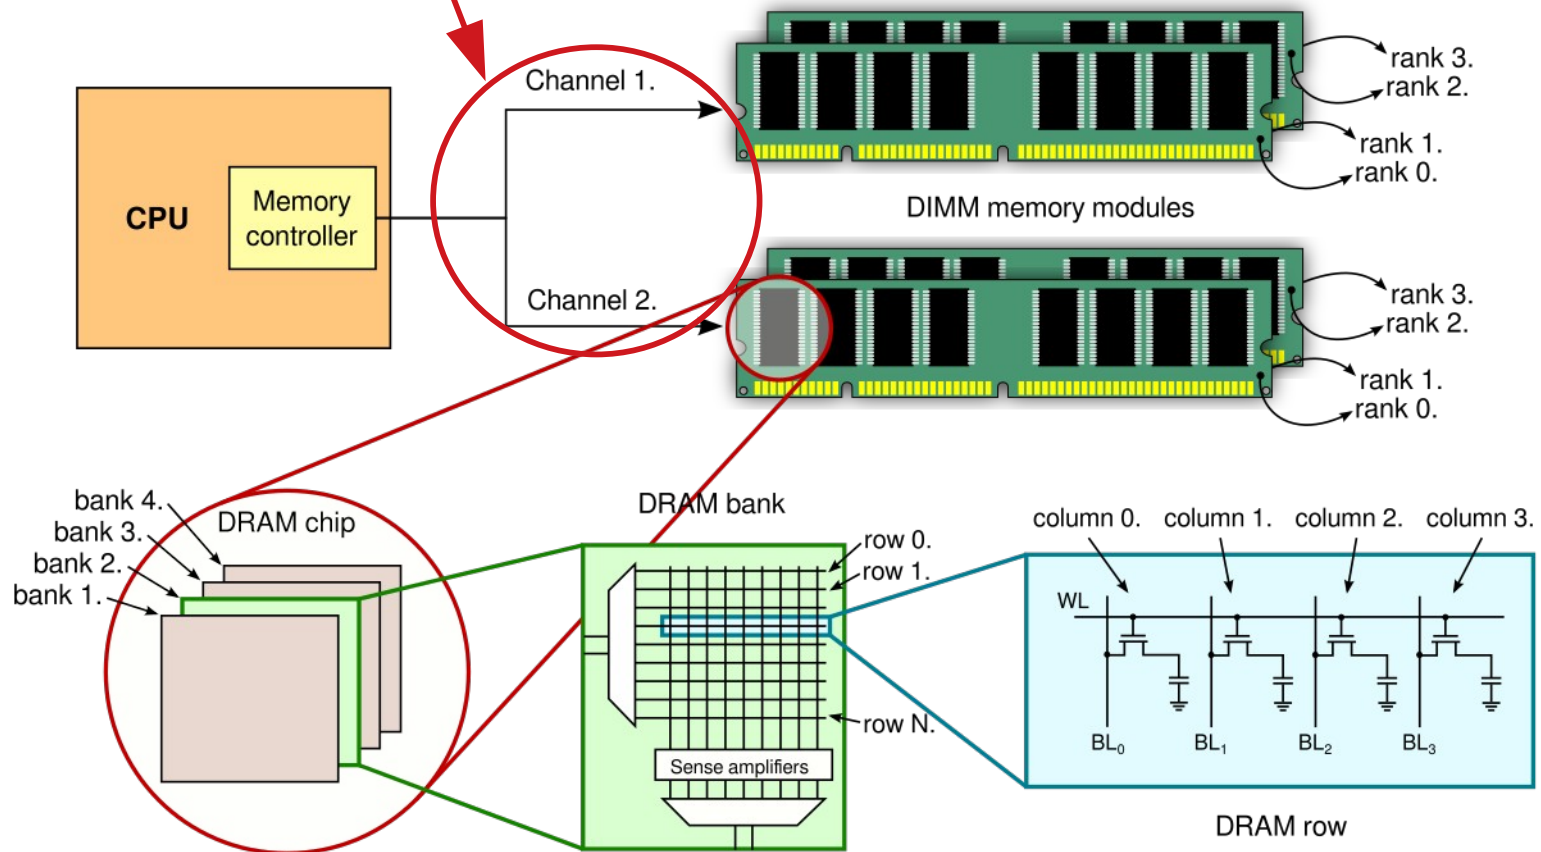 Channel 1.
rank 3.
rank 2.
rank 1.
rank 0.
CPU
Memory
controller
DIMM memory modules
Channel 2.
rank 3.
rank 2.
rank 1.
rank 0.
bank 4.
bank 3.
bank 2.
bank 1.
DRAM chip
DRAM bank
row 0.
row 1.
row N.
Sense amplifiers
column 0.
column 1.
column 2.
column 3.
WL
BL₀
BL₁
BL₂
BL₃
DRAM row